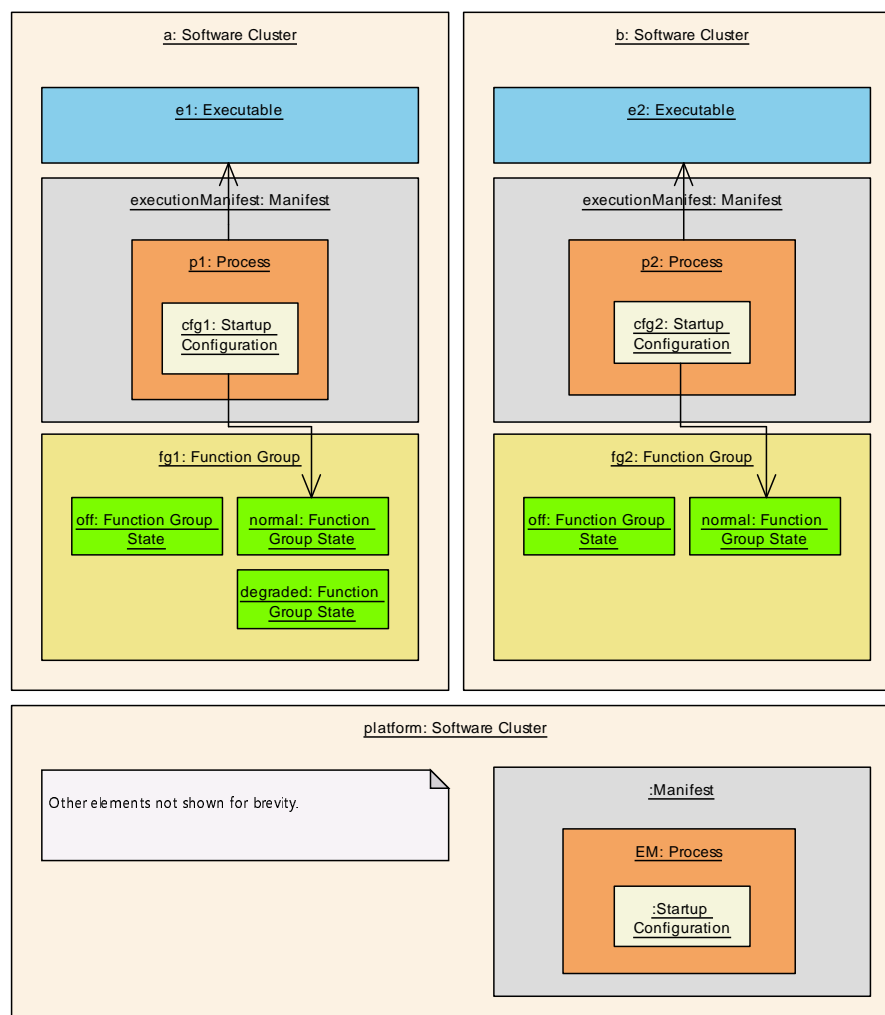 a: Software Cluster
e1: Executable
executionManifest: Manifest
p1: Process
cfg1: Startup
Configuration
fg1: Function Group
off: Function Group
State
normal: Function
Group State
degraded: Function
Group State
b: Software Cluster
e2: Executable
executionManifest: Manifest
p2: Process
cfg2: Startup
Configuration
fg2: Function Group
off: Function Group
State
normal: Function
Group State
platform: Software Cluster
Other elements not shown for brevity.
:Manifest
EM: Process
:Startup
Configuration